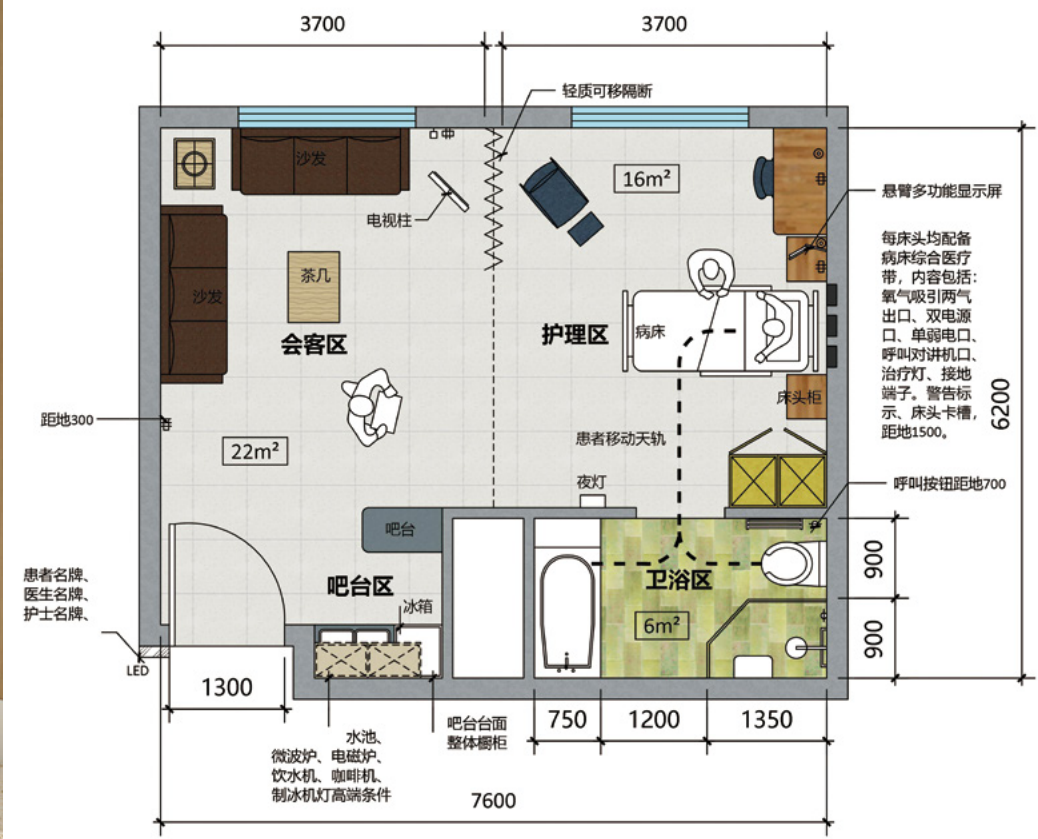 3700
3700
轻质可移隔断
沙发
16m²
电视柱
悬臂多功能显示屏
每床头均配备
病床综合医疗
带，内容包括：
氧气吸引两气
出口、双电源
口、单弱电口、
呼叫对讲机口、
治疗灯、接地
端子。警告标
示、床头卡槽，
距地1500。
茶几
沙发
会客区
护理区
病床
床头柜
6200
距地300
22m²
患者移动天轨
夜灯
呼叫按钮距地700
吧台
900
卫浴区
患者名牌、
医生名牌、
护士名牌、
吧台区
冰箱
6m²
900
LED
1300
750
1200
1350
吧台台面
整体橱柜
水池、
微波炉、电磁炉、
饮水机、咖啡机、
制冰机灯高端条件
7600